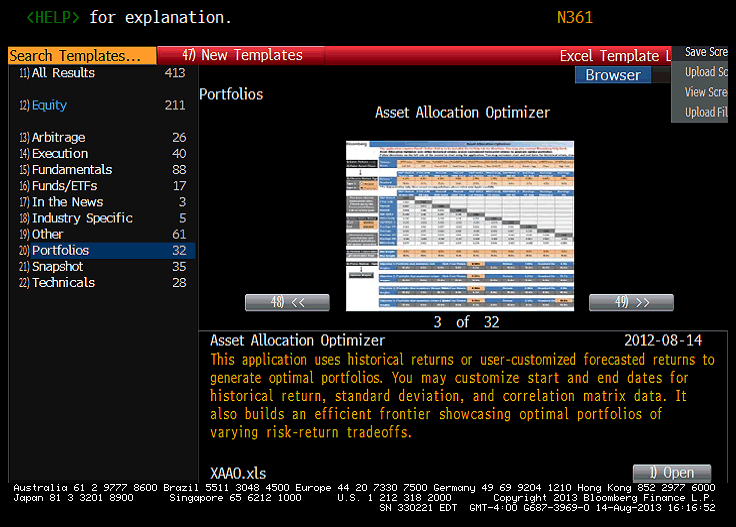 <HELP> for explanation.
N361
Search Templates...
47) New Templates
Excel Template L
Save Scre
11) All Results 413
Browser
Upload Sc
View Scre
Upload Fil
Portfolios
12) Equity 211
Asset Allocation Optimizer
13) Arbitrage 26
14) Execution 40
15) Fundamentals 88
16) Funds/ETFs 17
17) In the News 3
18) Industry Specific 5
19) Other 61
20) Portfolios 32
21) Snapshot 35
22) Technicals 28
48) <<
49) >>
3 of 32
Asset Allocation Optimizer 2012-08-14
This application uses historical returns or user-customized forecasted returns to
generate optimal portfolios. You may customize start and end dates for
historical return, standard deviation, and correlation matrix data. It
also builds an efficient frontier showcasing optimal portfolios of
varying risk-return tradeoffs.
XAAO.xls
1) Open
Australia 61 2 9777 8600 Brazil 5511 3048 4500 Europe 44 20 7330 7500 Germany 49 69 9204 1210 Hong Kong 852 2977 6000
Japan 81 3 3201 8900 Singapore 65 6212 1000 U.S. 1 212 318 2000 Copyright 2013 Bloomberg Finance L.P.
SN 330221 EDT GMT-4:00 G687-3969-0 14-Aug-2013 16:16:52